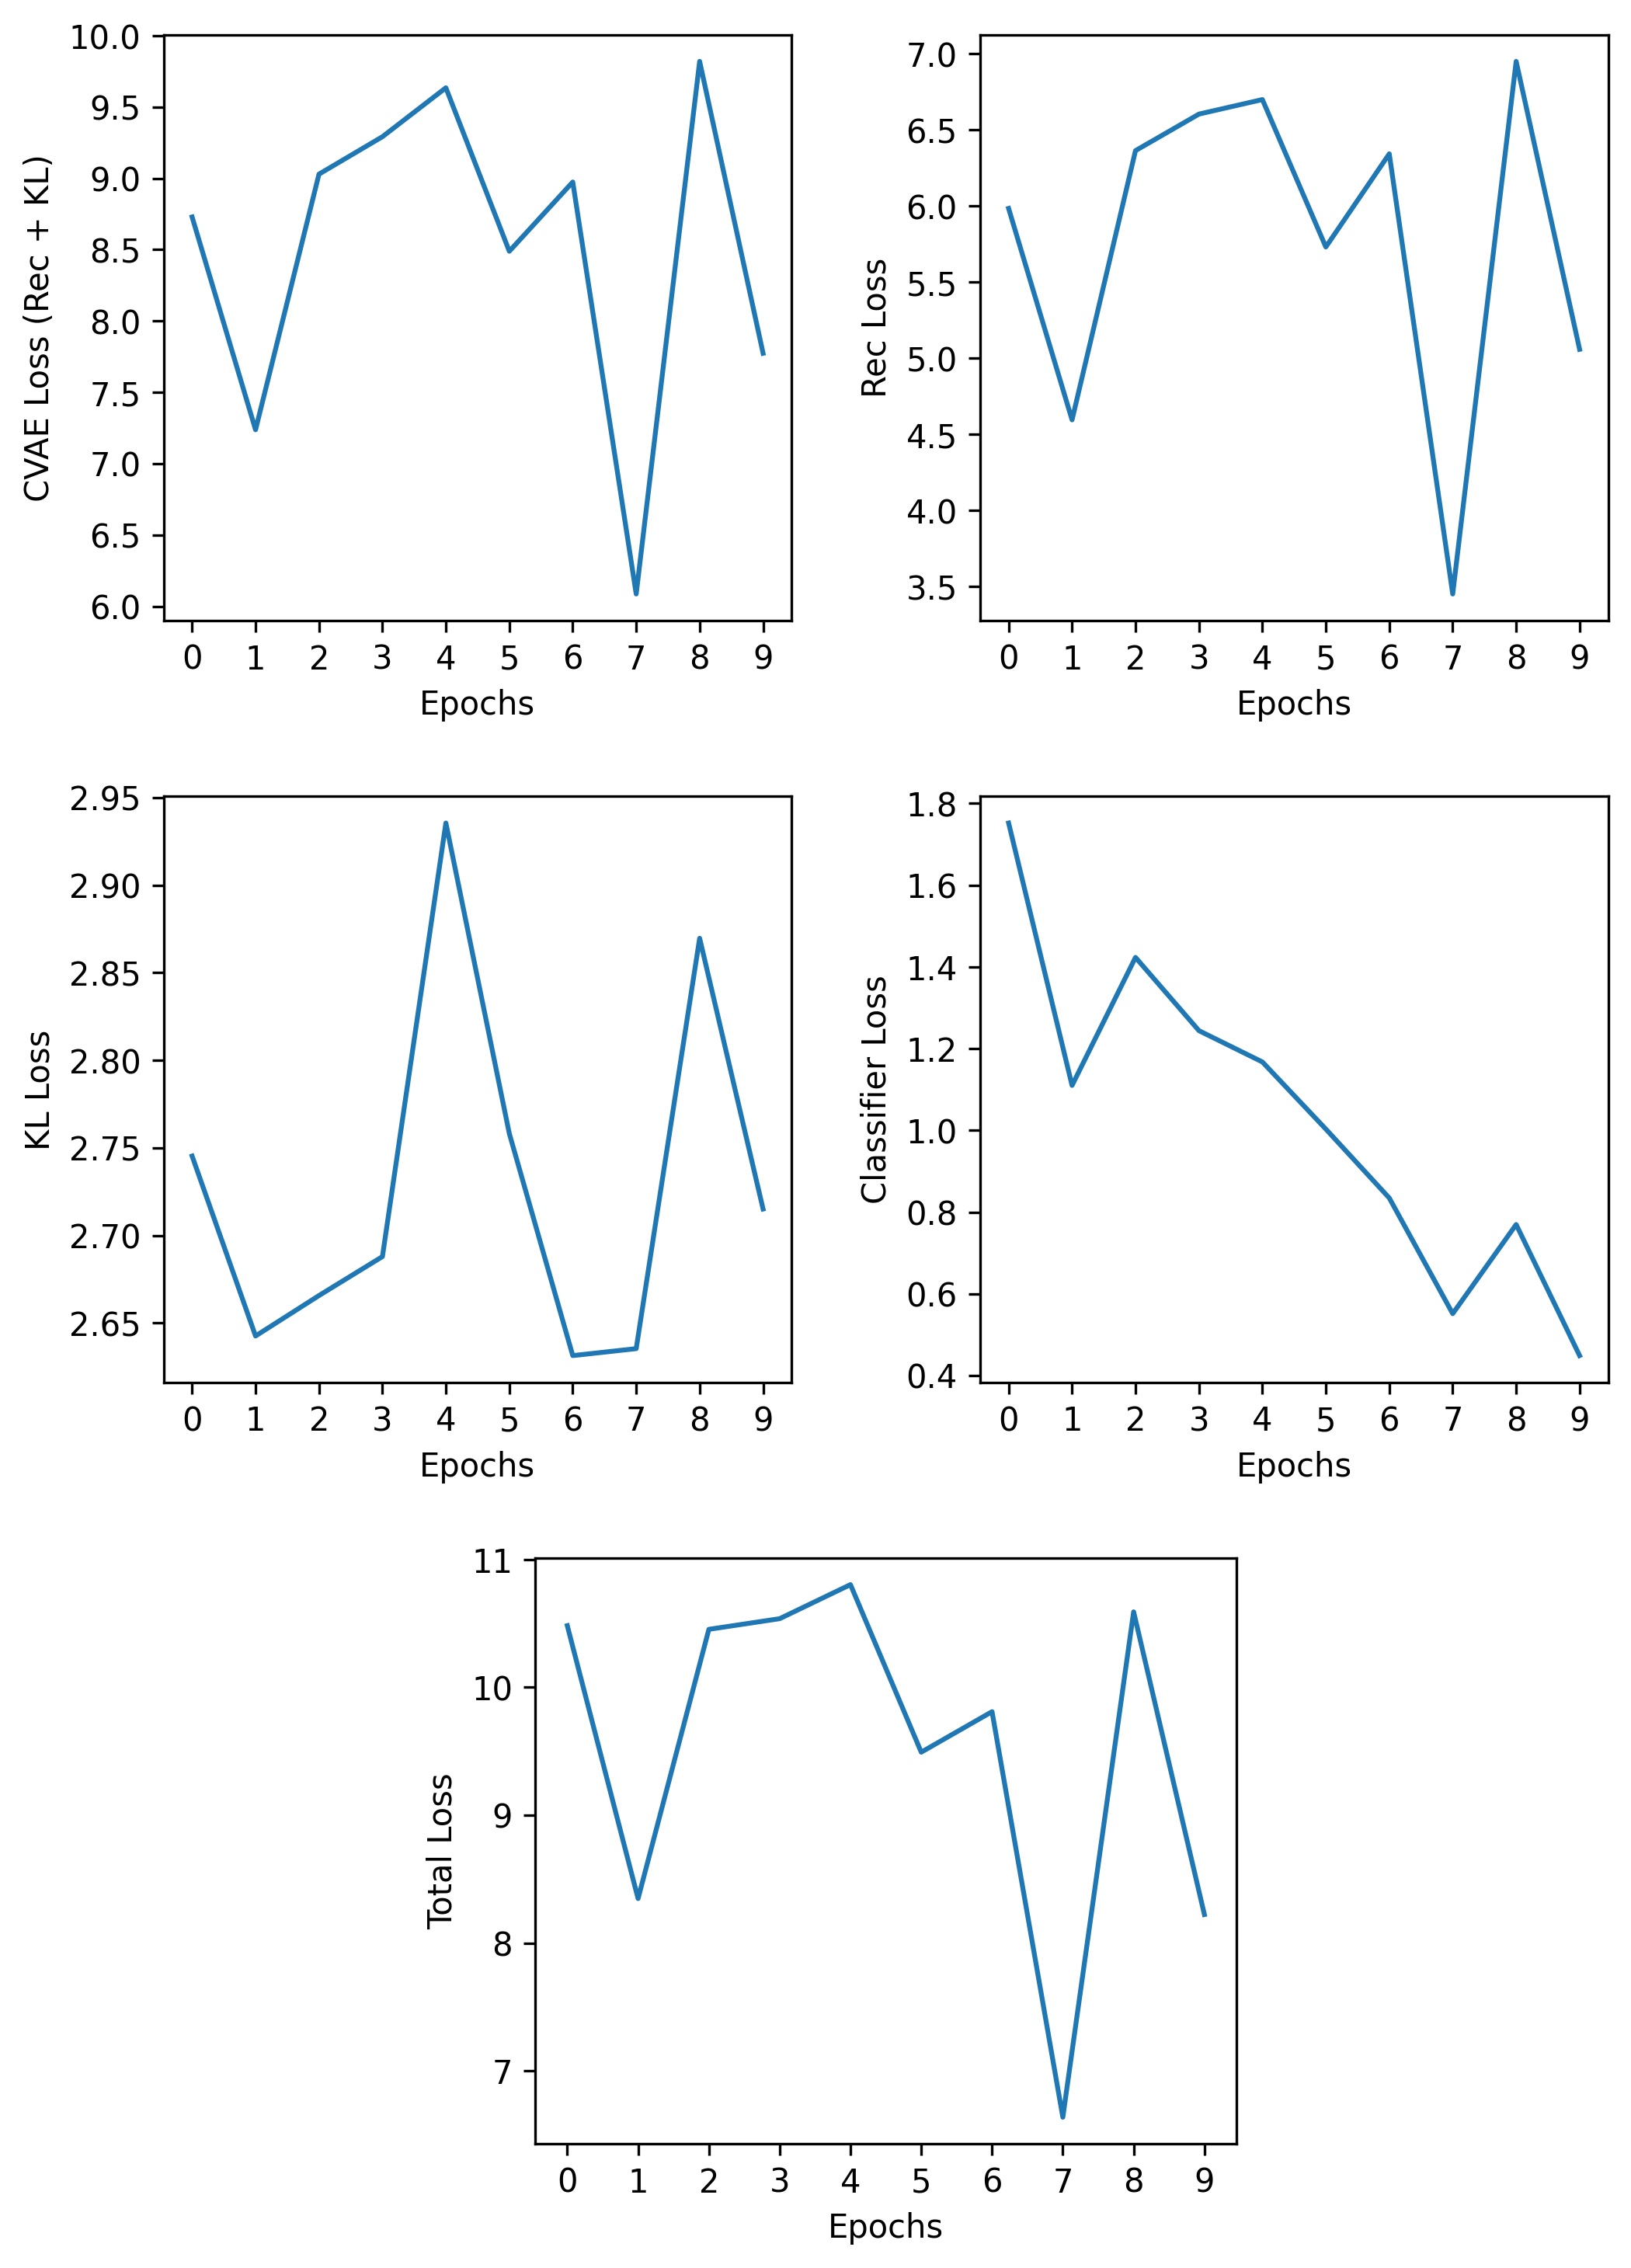 CVAE Loss (Rec + KL)
10.0
9.5
9.0
8.5
8.0
7.5
7.0
6.5
6.0
0 1 2 3 4 5 6 7 8 9
Epochs
Rec Loss
7.0
6.5
6.0
5.5
5.0
4.5
4.0
3.5
0 1 2 3 4 5 6 7 8 9
Epochs
KL Loss
2.95
2.90
2.85
2.80
2.75
2.70
2.65
0 1 2 3 4 5 6 7 8 9
Epochs
Classifier Loss
1.8
1.6
1.4
1.2
1.0
0.8
0.6
0.4
0 1 2 3 4 5 6 7 8 9
Epochs
Total Loss
11
10
9
8
7
0 1 2 3 4 5 6 7 8 9
Epochs